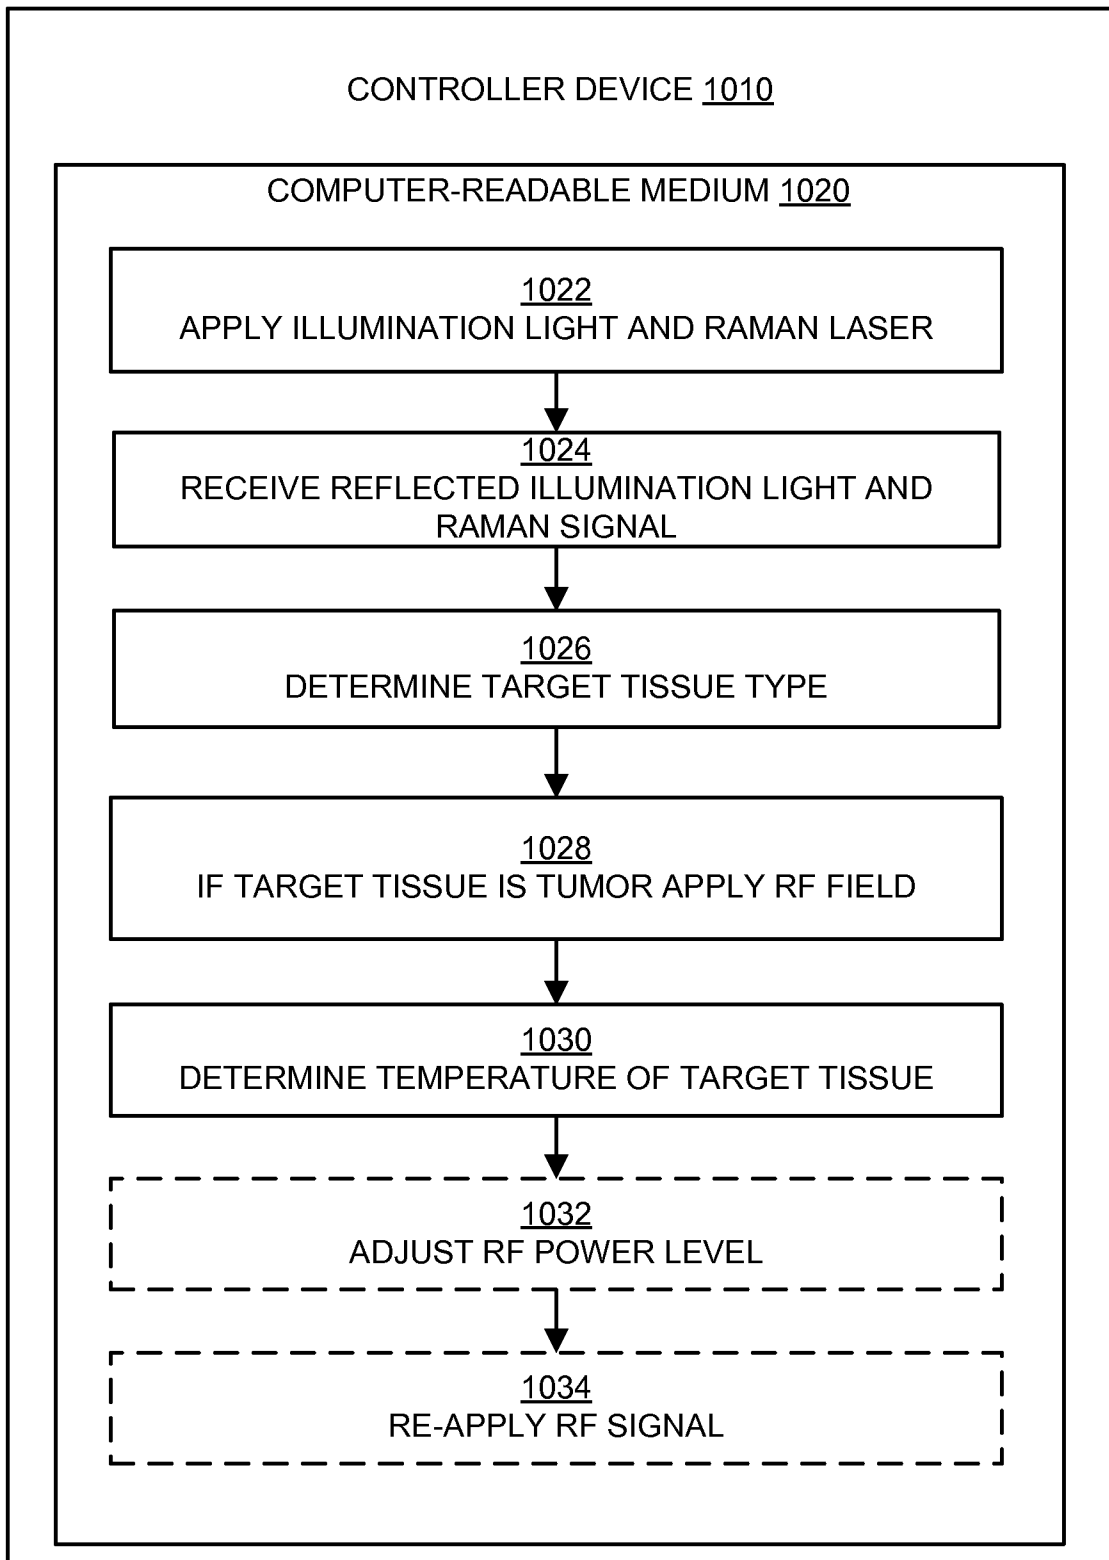 CONTROLLER DEVICE 1010
COMPUTER-READABLE MEDIUM 1020
1022
APPLY ILLUMINATION LIGHT AND RAMAN LASER
1024
RECEIVE REFLECTED ILLUMINATION LIGHT AND
RAMAN SIGNAL
1026
DETERMINE TARGET TISSUE TYPE
1028
IF TARGET TISSUE IS TUMOR APPLY RF FIELD
1030
DETERMINE TEMPERATURE OF TARGET TISSUE
1032
ADJUST RF POWER LEVEL
1034
RE-APPLY RF SIGNAL